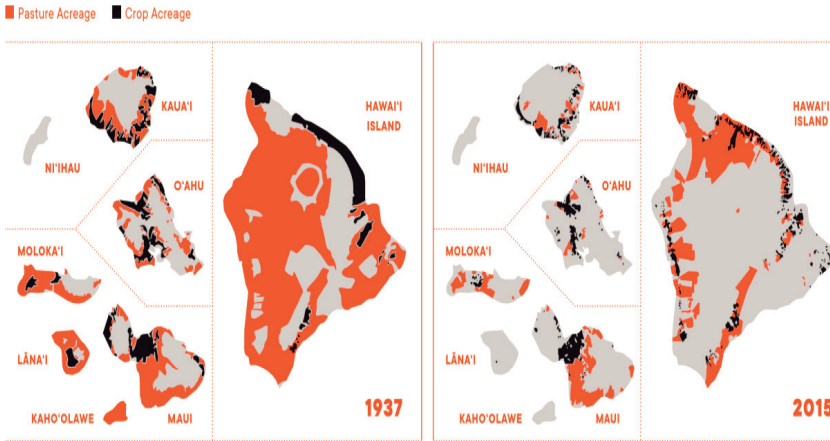 Pasture Acreage
Crop Acreage
KAUA'I
NI'IHAU
O'AHU
MOLOKA'I
LĀNA'I
KAHO'OLAWE
MAUI
HAWAI'I
ISLAND
1937
KAUA'I
NI'IHAU
O'AHU
MOLOKA'I
LĀNA'I
KAHO'OLAWE
MAUI
HAWAI'I
ISLAND
2015